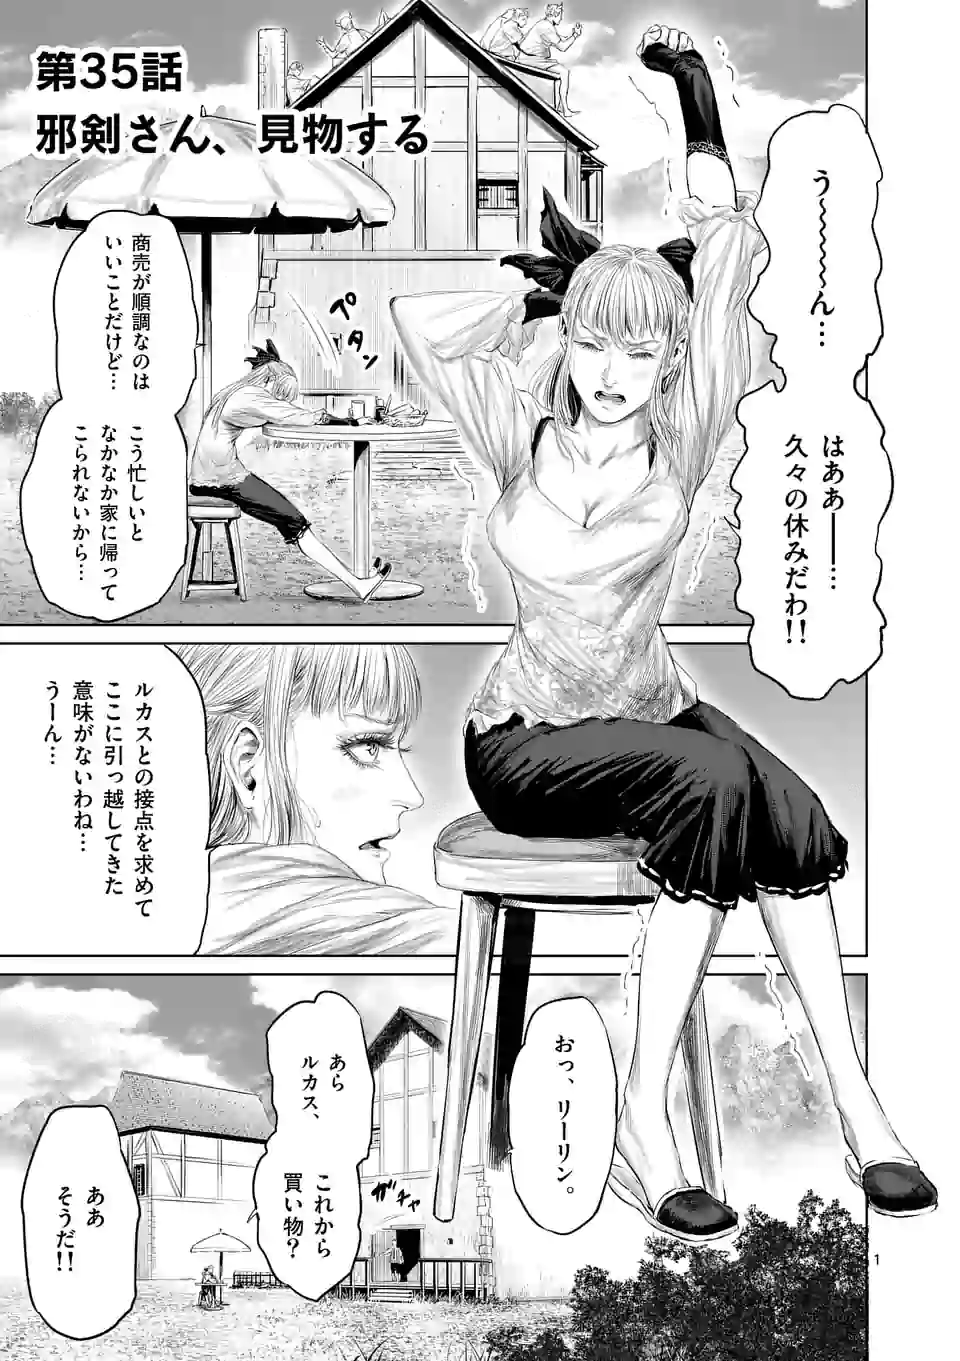 第35話
邪剣さん、見物する
う〜〜〜〜ん…
はああ――…
久々の休みだわ!!
プタン
商売が順調なのは
いいことだけど…
こう忙しいと
なかなか家に帰って
こられないから…
ルカスとの接点を求めて
ここに引っ越してきた
意味がないわね…
うーん…
おっ、リーリン。
ガチャ
あら
ルカス、
これから
買い物?
ああ
そうだ!!
1